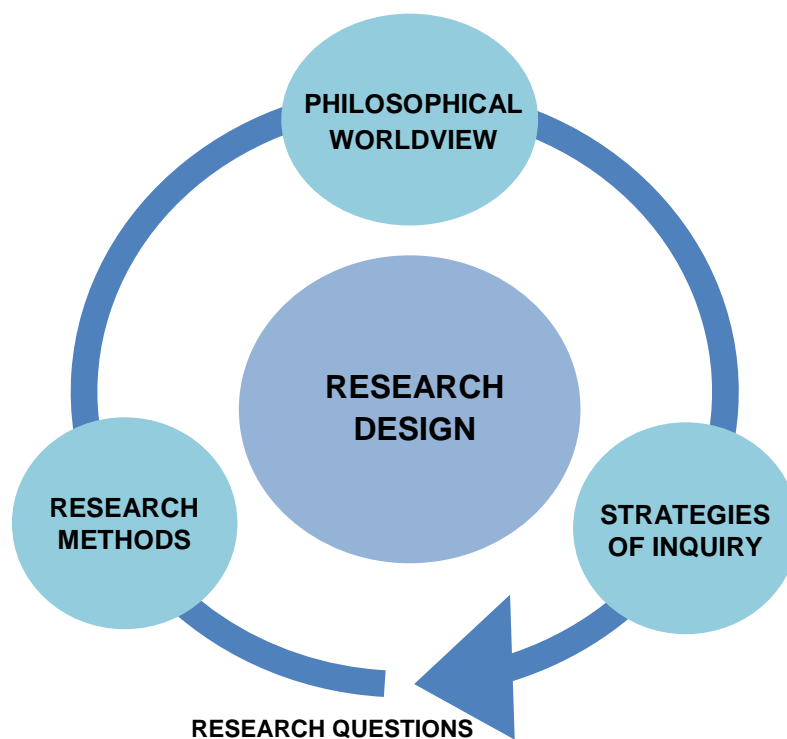 PHILOSOPHICAL
WORLDVIEW
RESEARCH
DESIGN
RESEARCH
METHODS
STRATEGIES
OF INQUIRY
RESEARCH QUESTIONS